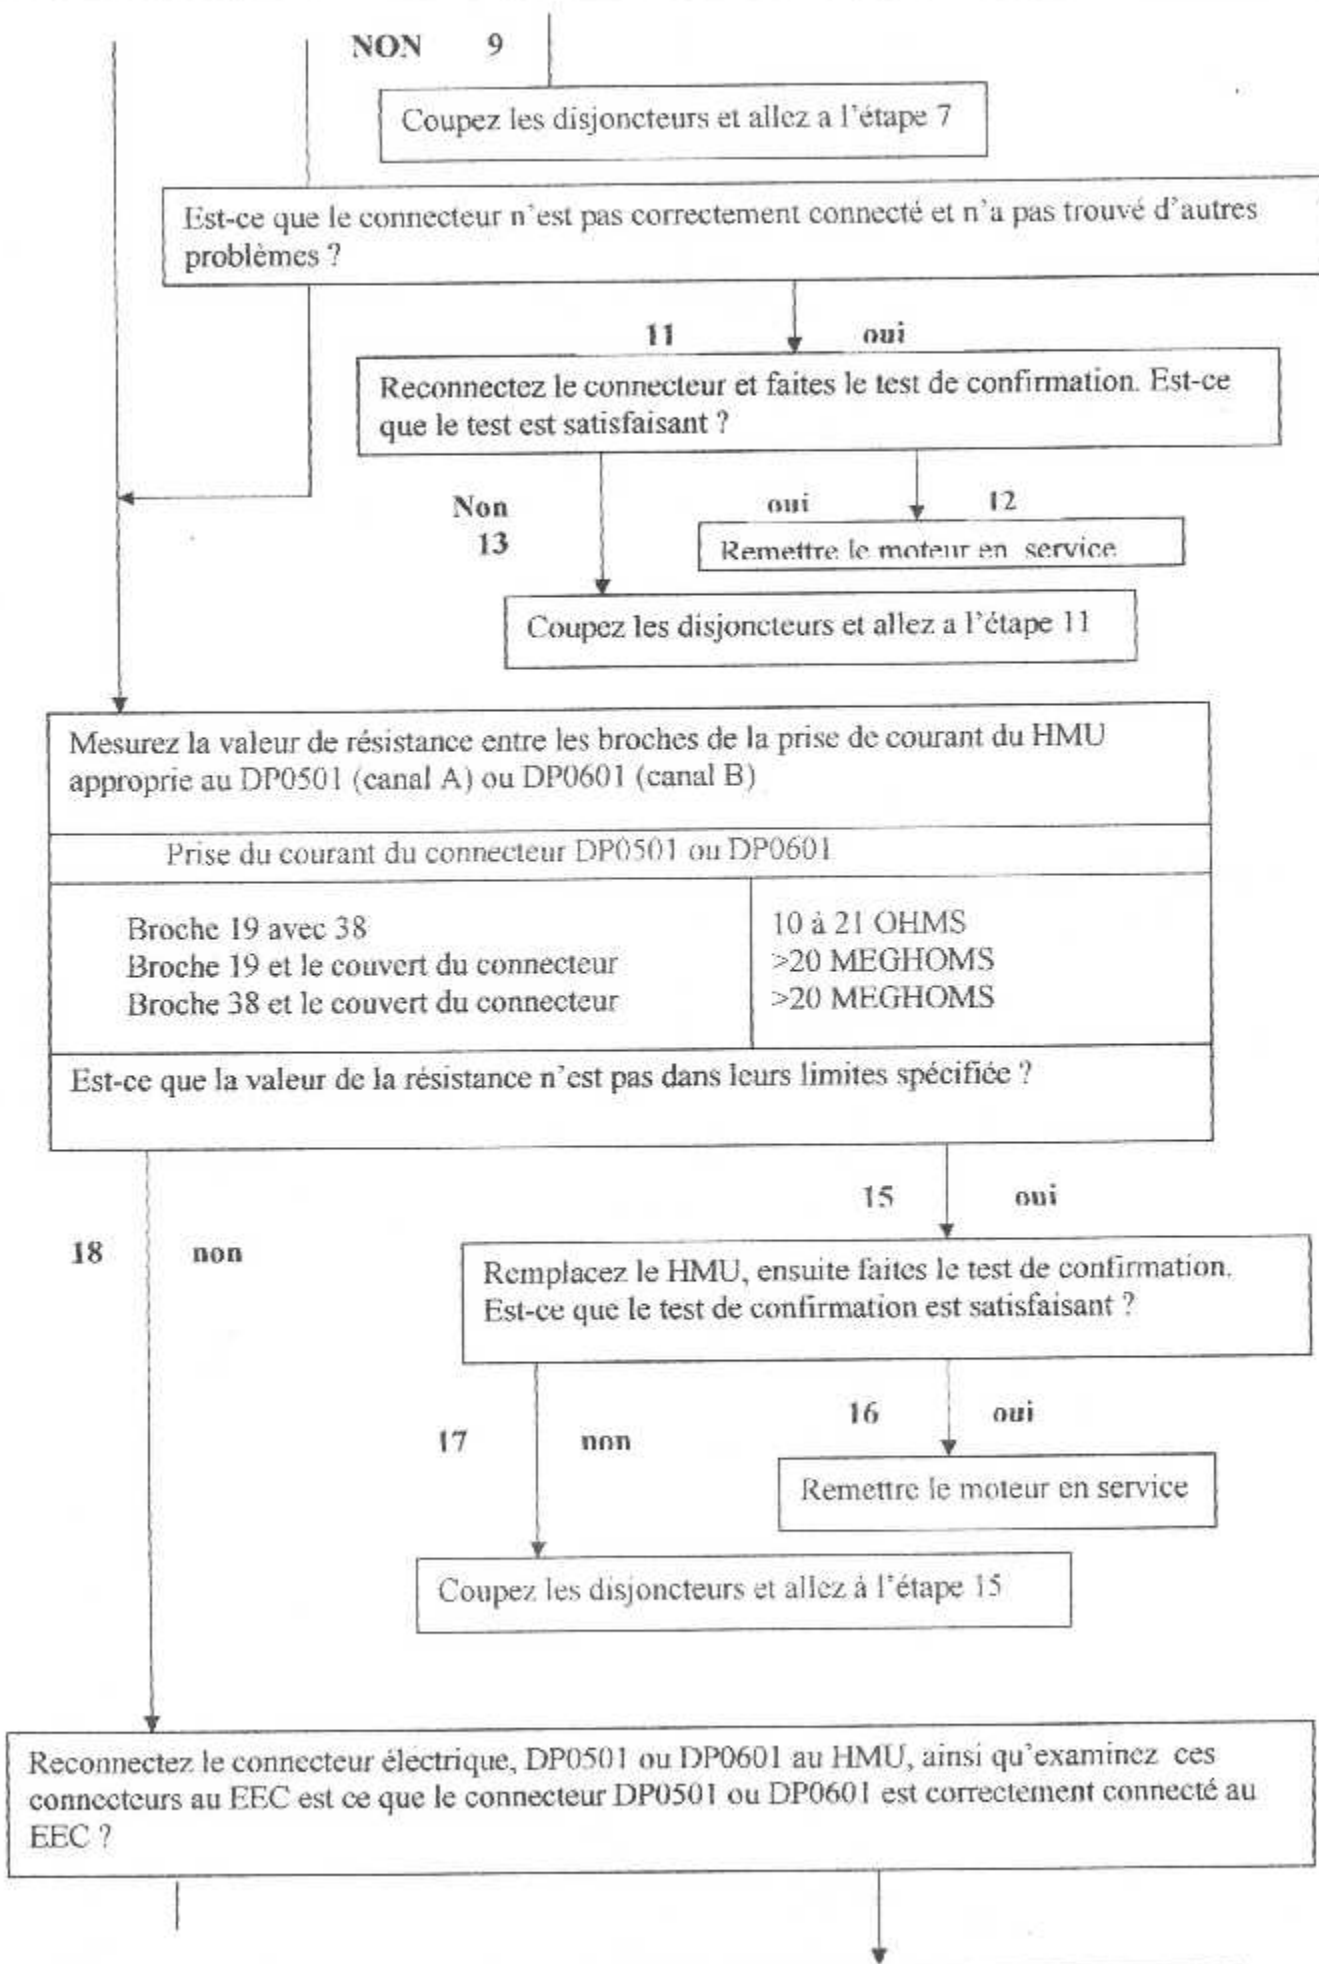 NON 9
Coupez les disjoncteurs et allez a l'étape 7
Est-ce que le connecteur n'est pas correctement connecté et n'a pas trouvé d'autres
problèmes ?
11 oui
Reconnectez le connecteur et faites le test de confirmation. Est-ce
que le test est satisfaisant ?
Non oui 12
13
Remettre le moteur en service
Coupez les disjoncteurs et allez a l'étape 11
Mesurez la valeur de résistance entre les broches de la prise de courant du HMU
approprie au DP0501 (canal A) ou DP0601 (canal B)
Prise du courant du connecteur DP0501 ou DP0601
Broche 19 avec 38 10 à 21 OHMS
Broche 19 et le couvert du connecteur >20 MEGHOMS
Broche 38 et le couvert du connecteur >20 MEGHOMS
Est-ce que la valeur de la résistance n'est pas dans leurs limites spécifiée ?
15 oui
18 non
Remplacez le HMU, ensuite faites le test de confirmation.
Est-ce que le test de confirmation est satisfaisant ?
16 oui
17 non
Remettre le moteur en service
Coupez les disjoncteurs et allez à l'étape 15
Reconnectez le connecteur électrique, DP0501 ou DP0601 au HMU, ainsi qu'examinez ces
connecteurs au EEC est ce que le connecteur DP0501 ou DP0601 est correctement connecté au
EEC ?